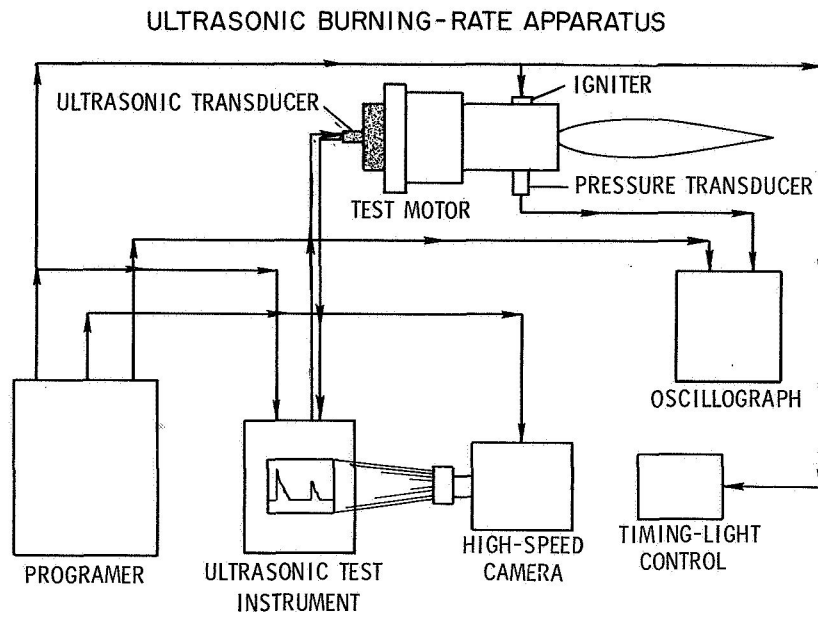 ULTRASONIC BURNING-RATE APPARATUS
ULTRASONIC TRANSDUCER
IGNITER
PRESSURE TRANSDUCER
TEST MOTOR
OSCILLOGRAPH
PROGRAMER
ULTRASONIC TEST
INSTRUMENT
HIGH-SPEED
CAMERA
TIMING-LIGHT
CONTROL